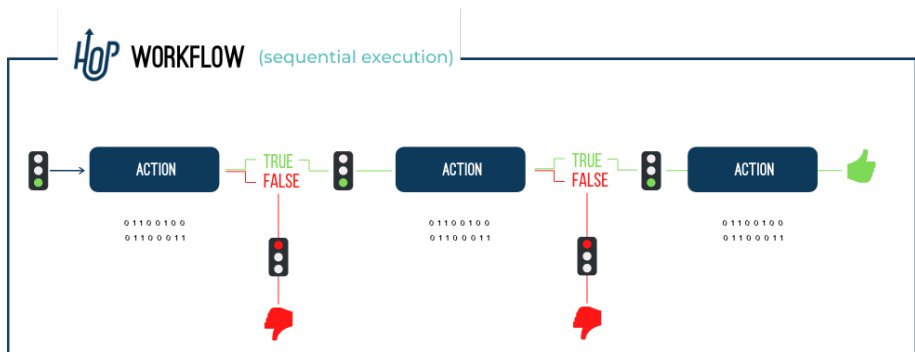 HOP WORKFLOW (sequential execution)
ACTION
TRUE
FALSE
ACTION
TRUE
FALSE
ACTION
01100100
01100011
01100100
01100011
01100100
01100011